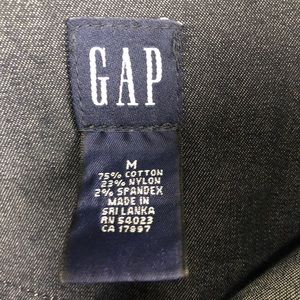 GAP
M
75% COTTON
23% NYLON
2% SPANDEX
MADE IN
SRI LANKA
RN 54023
CA 17897